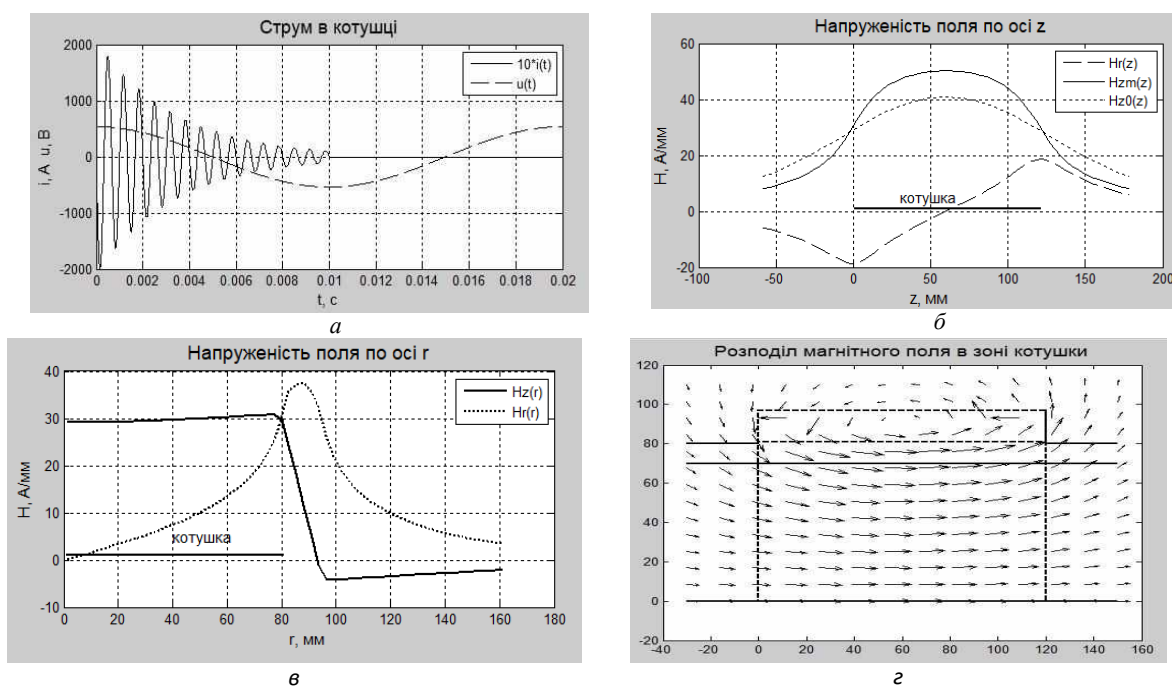 Струм в котушці
2000
1000
0
-1000
-2000
i, A u, B
10*i(t)
u(t)
0 0.002 0.004 0.006 0.008 0.01 0.012 0.014 0.016 0.018 0.02
t, c
а
Напруженість поля по осі z
60
40
20
0
-20
H, А/мм
Hr(z)
Hzm(z)
Hz0(z)
котушка
-100 -50 0 50 100 150 200
z, мм
б
Напруженість поля по осі r
40
30
20
10
0
-10
H, А/мм
Hz(r)
Hr(r)
котушка
0 20 40 60 80 100 120 140 160 180
r, мм
в
Розподіл магнітного поля в зоні котушки
120
100
80
60
40
20
0
-20
-40 -20 0 20 40 60 80 100 120 140 160
г